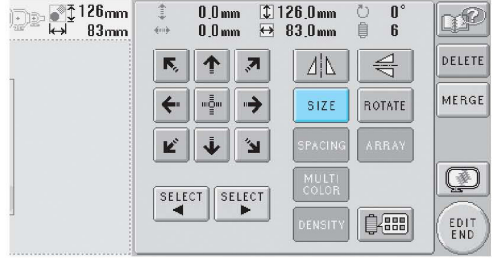 126mm 0.0mm 126.0mm 0°
83mm 0.0mm 83.0mm 6
DELETE
SIZE ROTATE MERGE
SPACING ARRAY
MULTI
COLOR
SELECT SELECT
DENSITY
EDIT
END